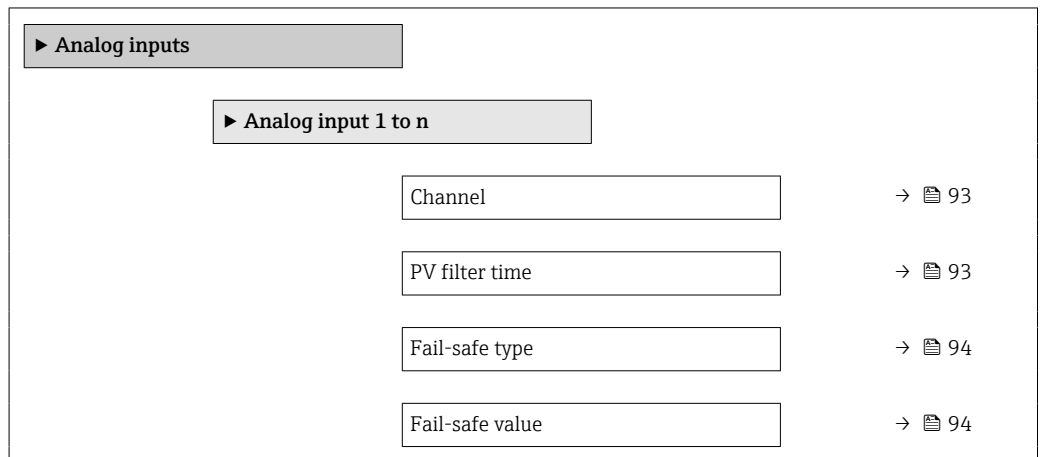 ▶ Analog inputs
▶ Analog input 1 to n
Channel → 93
PV filter time → 93
Fail-safe type → 94
Fail-safe value → 94